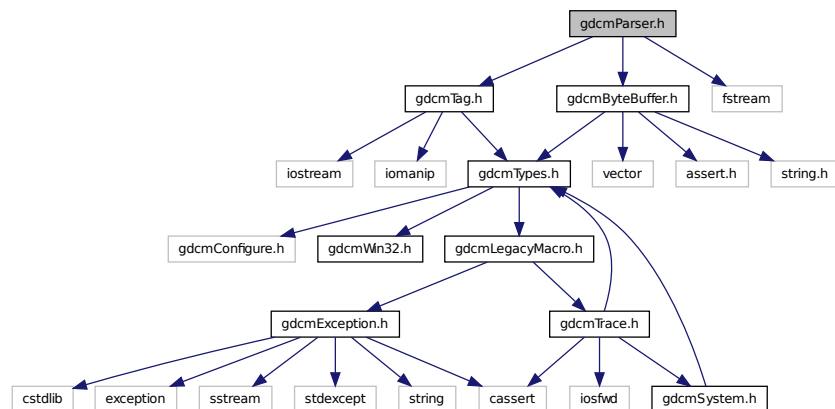 gdcmParser.h
gdcmTag.h
gdcmByteBuffer.h
fstream
iostream
iomanip
gdcmTypes.h
vector
assert.h
string.h
gdcmConfigure.h
gdcmWin32.h
gdcmLegacyMacro.h
gdcmException.h
gdcmTrace.h
cstdlib
exception
sstream
stdexcept
string
cassert
iosfwd
gdcmSystem.h